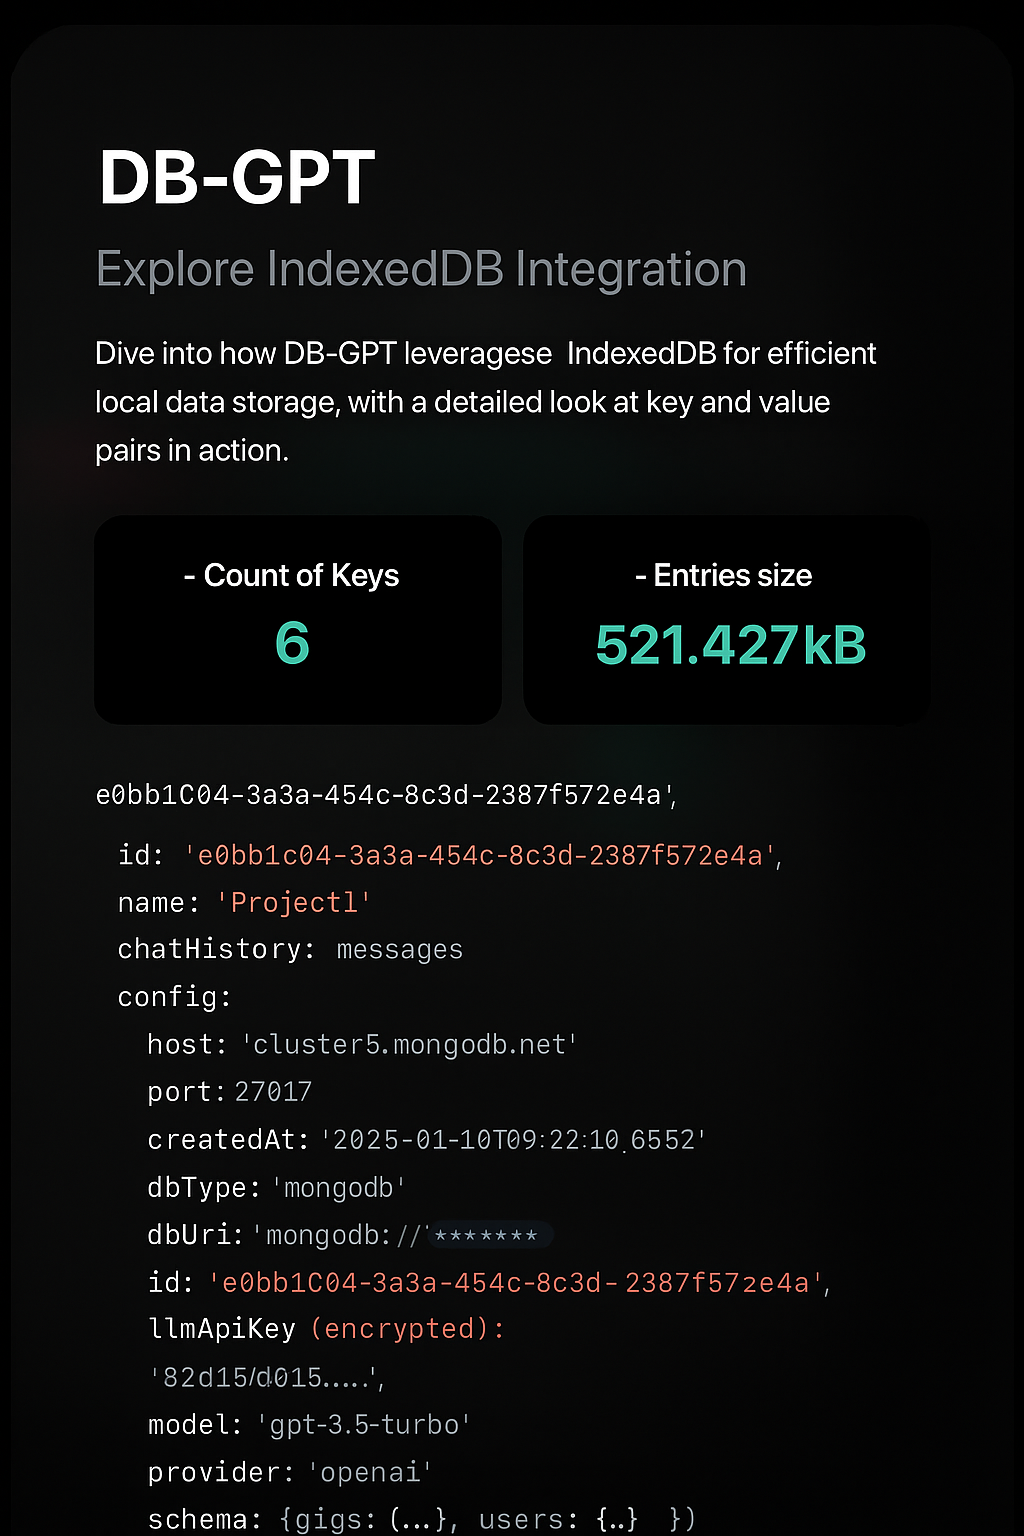 DB-GPT
Explore IndexedDB Integration
Dive into how DB-GPT leveragese IndexedDB for efficient
local data storage, with a detailed look at key and value
pairs in action.
- Count of Keys
6
- Entries size
521.427kB
e0bb1C04-3a3a-454c-8c3d-2387f572e4a',
id: 'e0bb1c04-3a3a-454c-8c3d-2387f572e4a',
name: 'Projectl'
chatHistory: messages
config:
host: 'cluster5.mongodb.net'
port: 27017
createdAt: '2025-01-10T09:22:10.6552'
dbType: 'mongodb'
dbUri: 'mongodb://'*******
id: 'e0bb1C04-3a3a-454c-8c3d-2387f572e4a',
llmApiKey (encrypted):
'82d15/d015.....',
model: 'gpt-3.5-turbo'
provider: 'openai'
schema: {gigs: (...}, users: {..} })